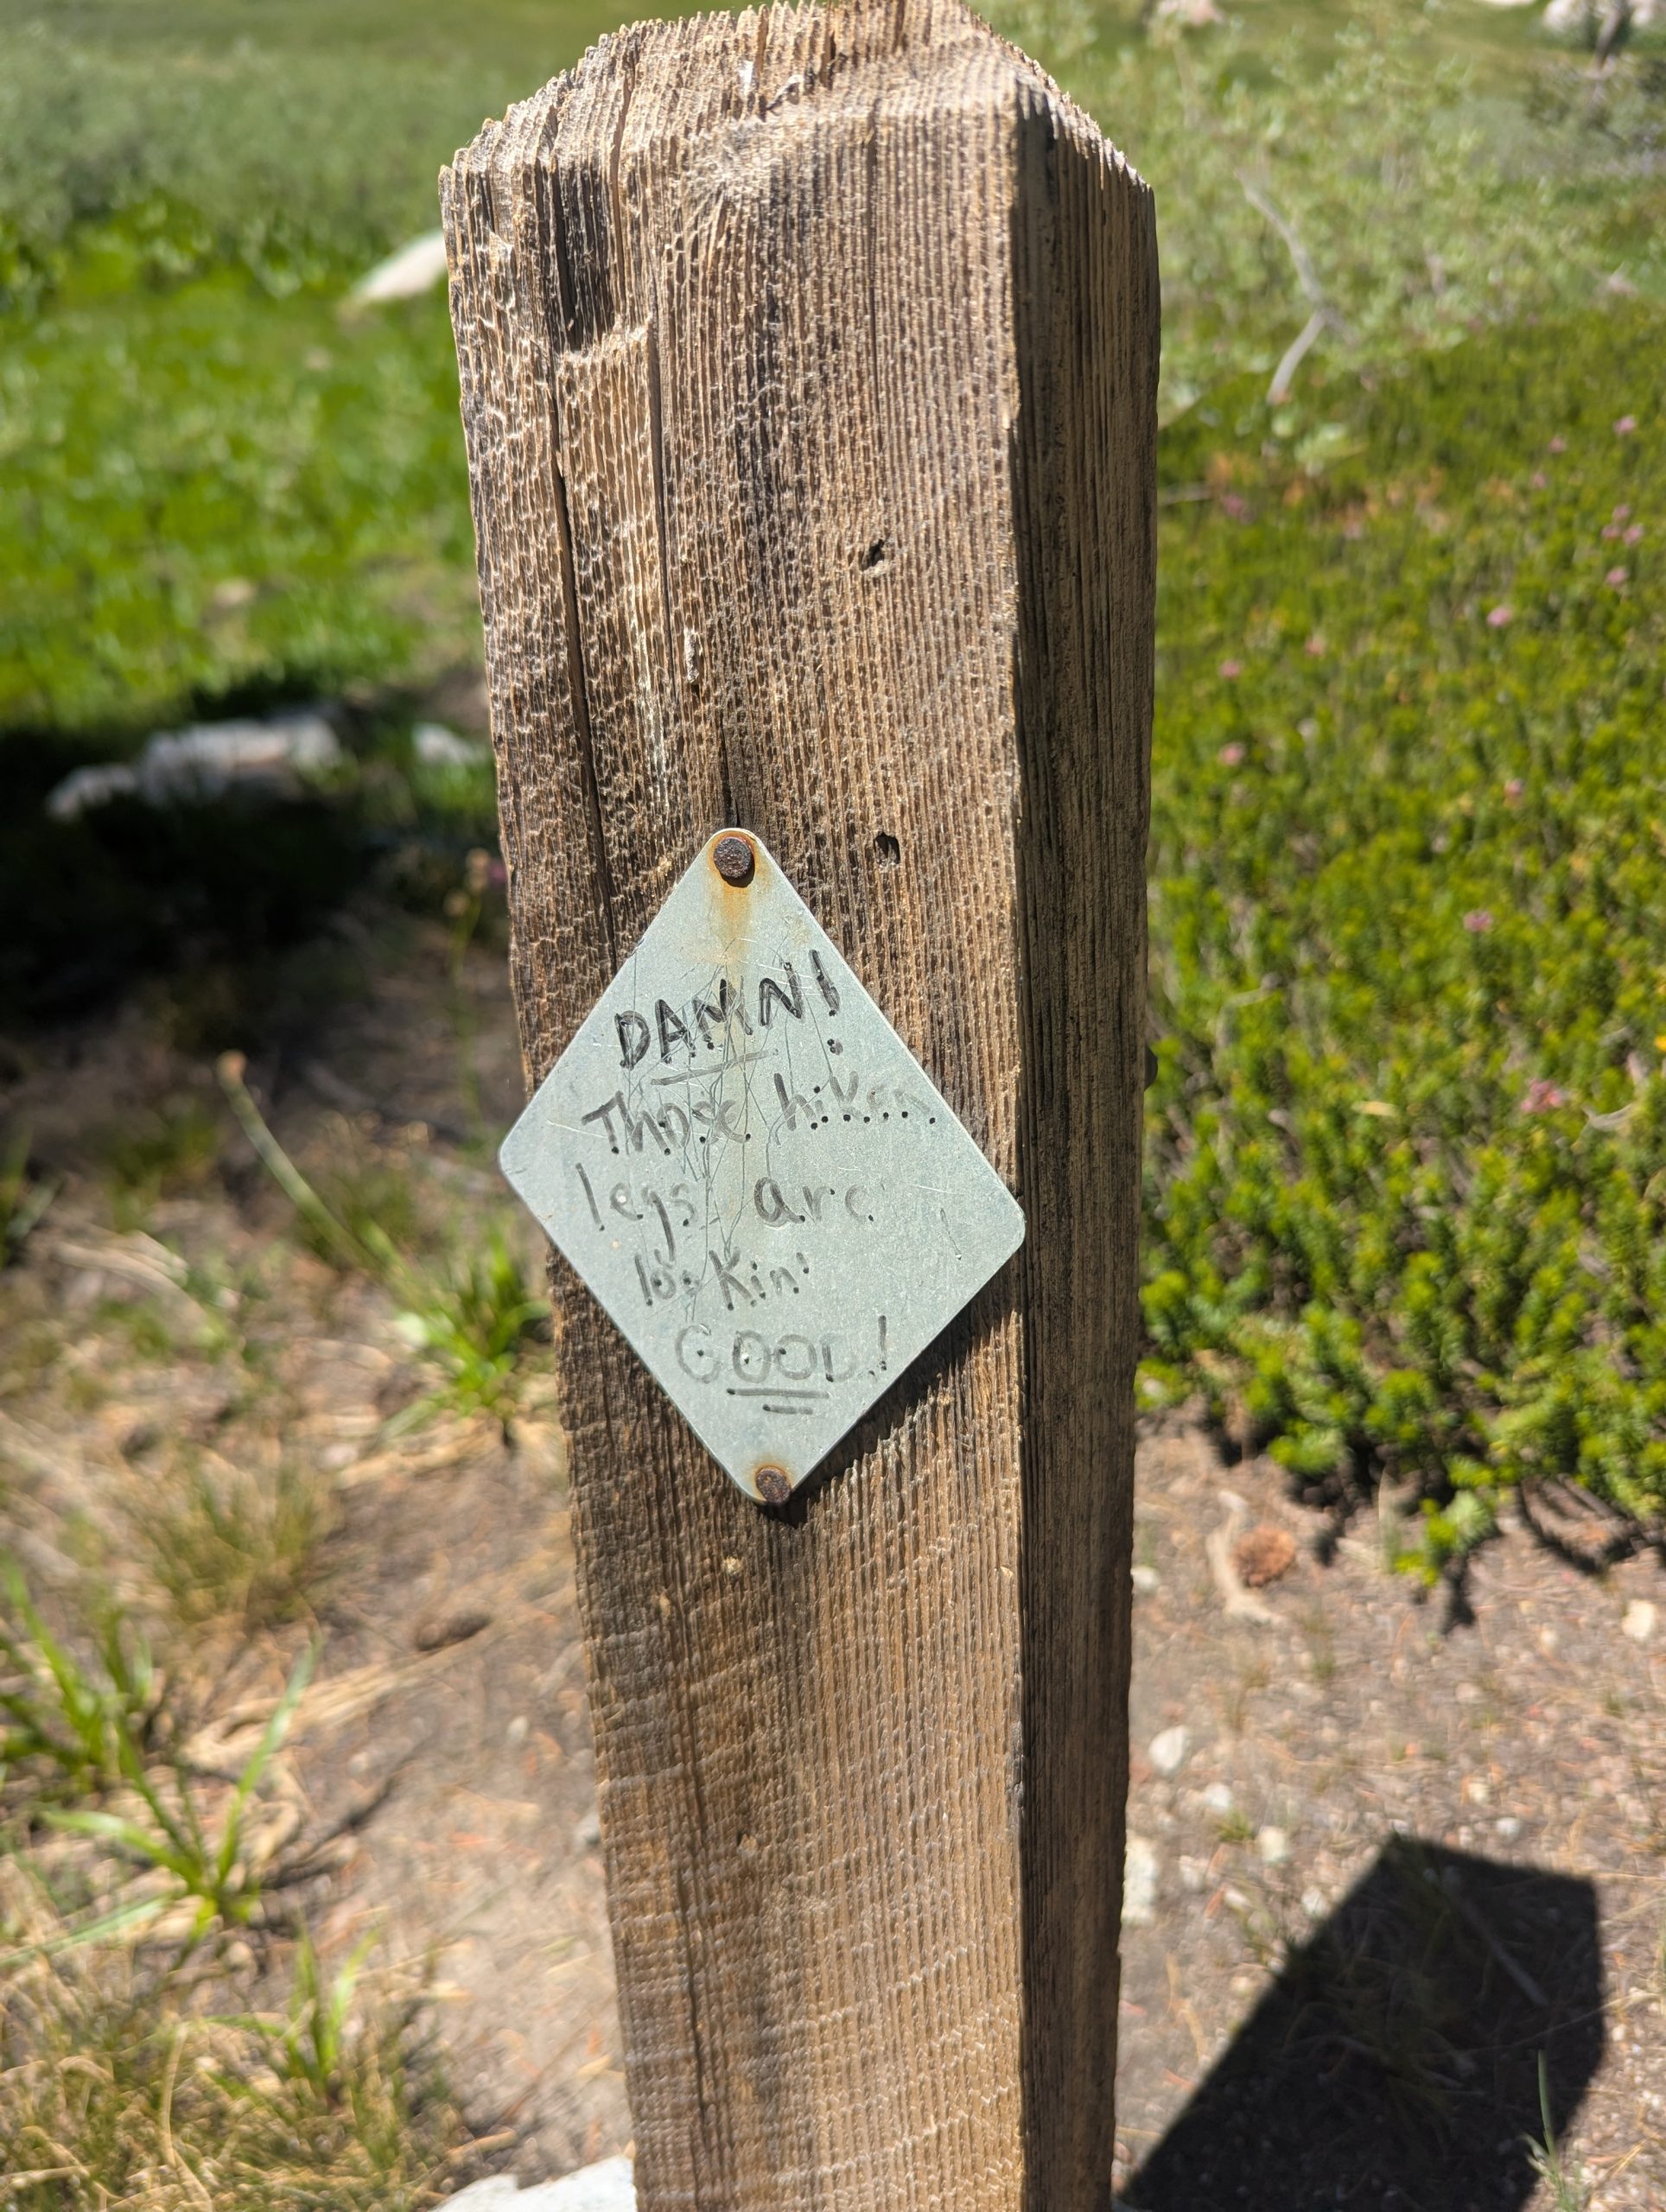 DAMN!
Those hiker
legs are
lookin'
GOOD!